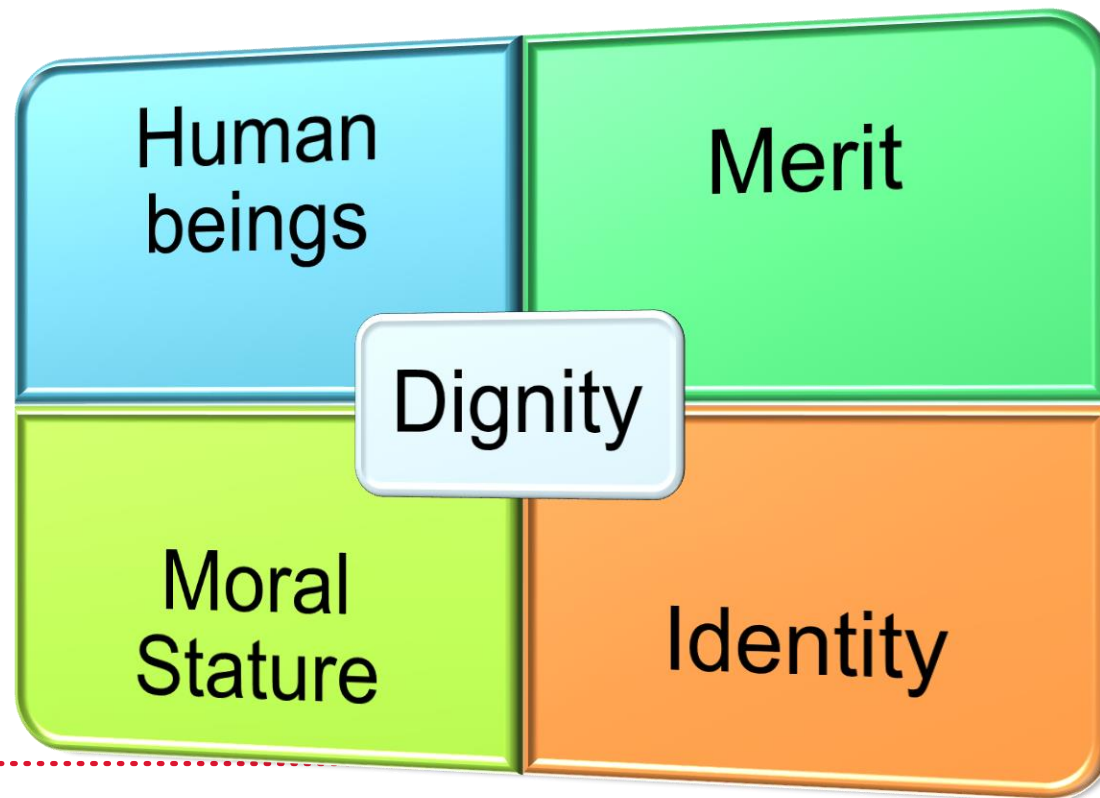 Human
beings
Merit
Dignity
Moral
Stature
Identity